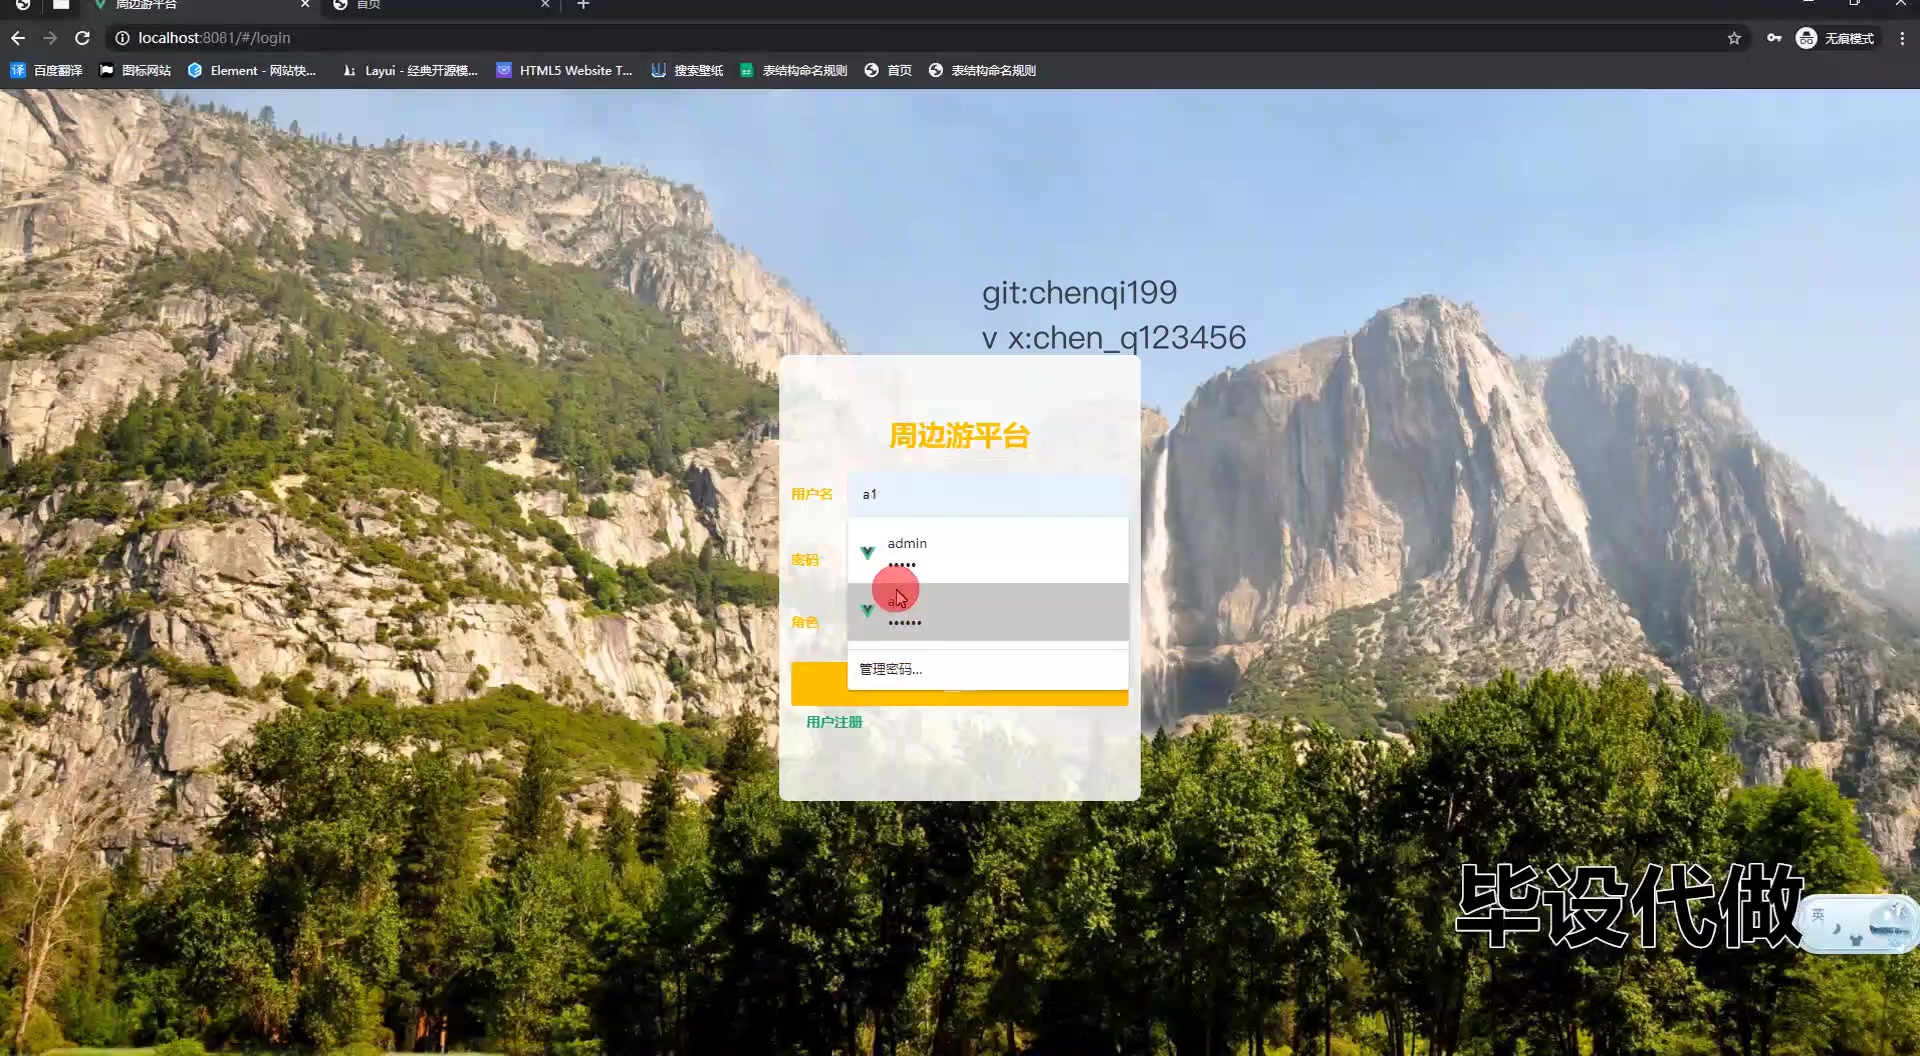 周边游平台
首页
localhost:8081/#/login
无痕模式
百度翻译
图标网站
Element - 网站快...
Layui - 经典开源模...
HTML5 Website T...
搜索壁纸
表结构命名规则
首页
表结构命名规则
git:chenqi199
v x:chen_q123456
周边游平台
用户名
a1
admin
•••••
密码
角色
••••••
管理密码...
用户注册
毕设代做
英